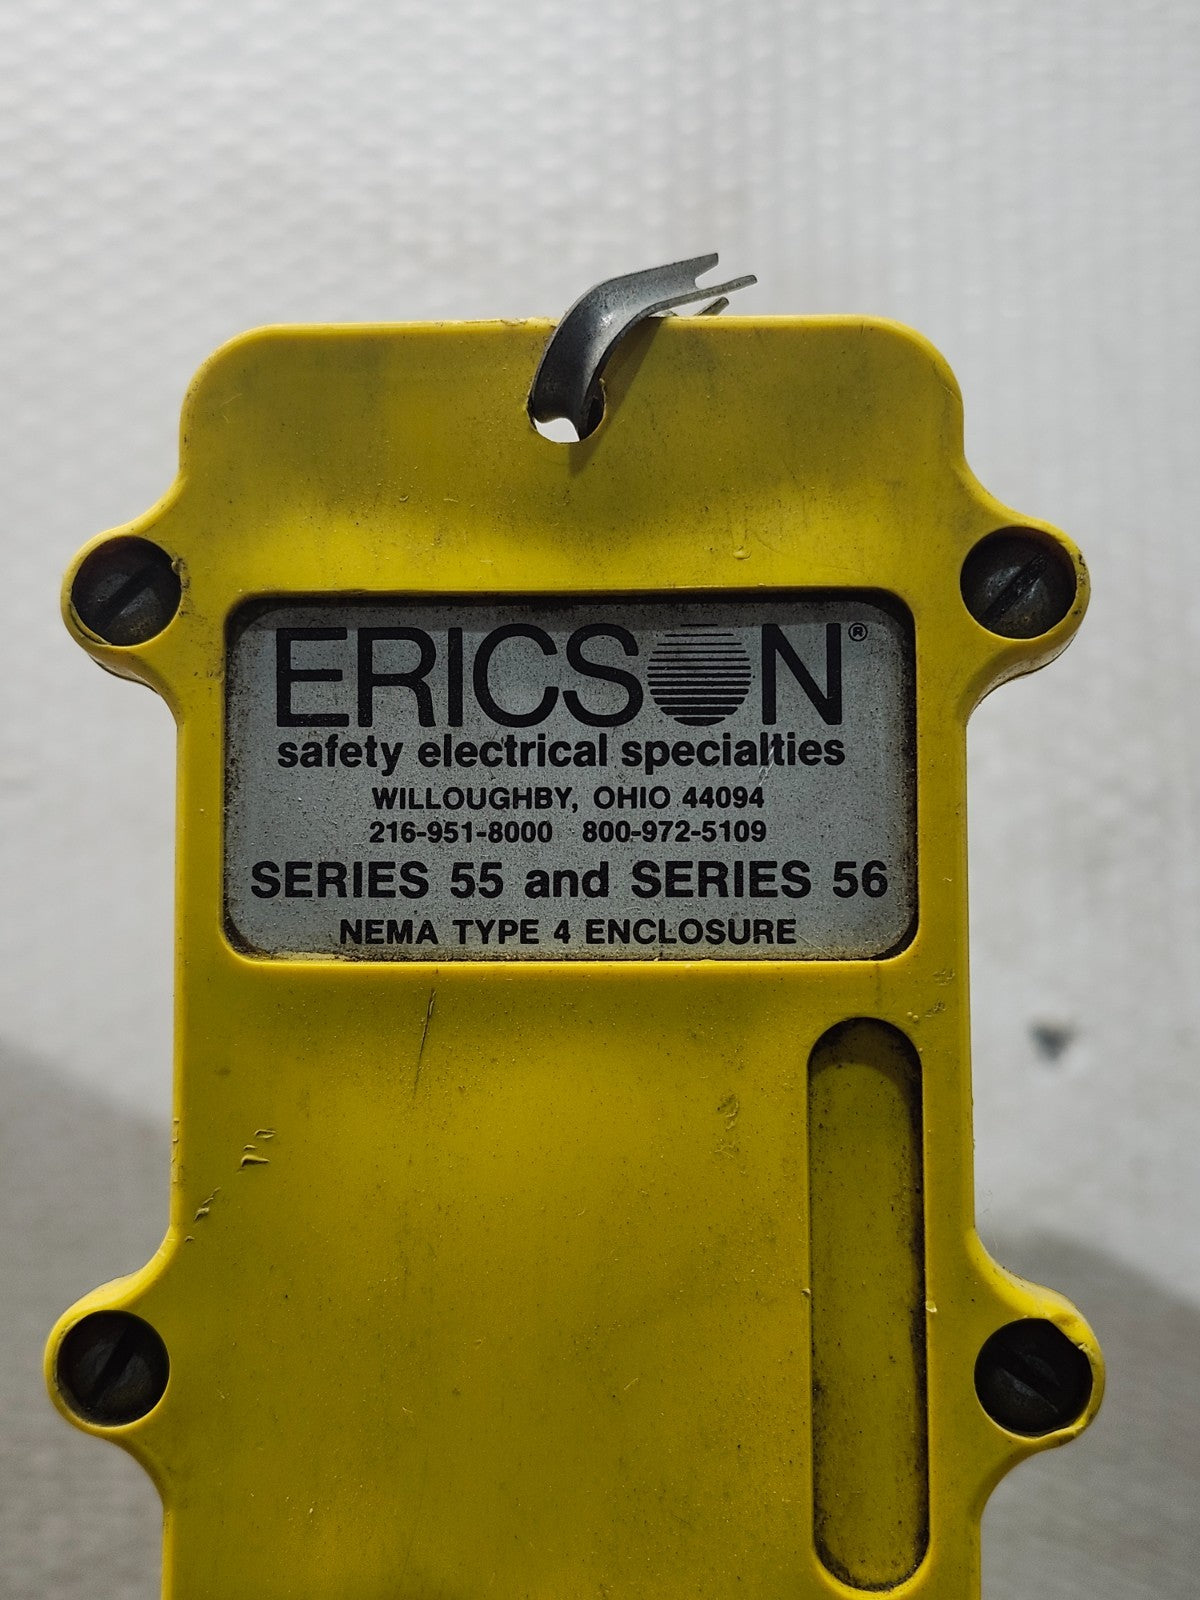 ERICSON®
safety electrical specialties
WILLOUGHBY, OHIO 44094
216-951-8000 800-972-5109
SERIES 55 and SERIES 56
NEMA TYPE 4 ENCLOSURE